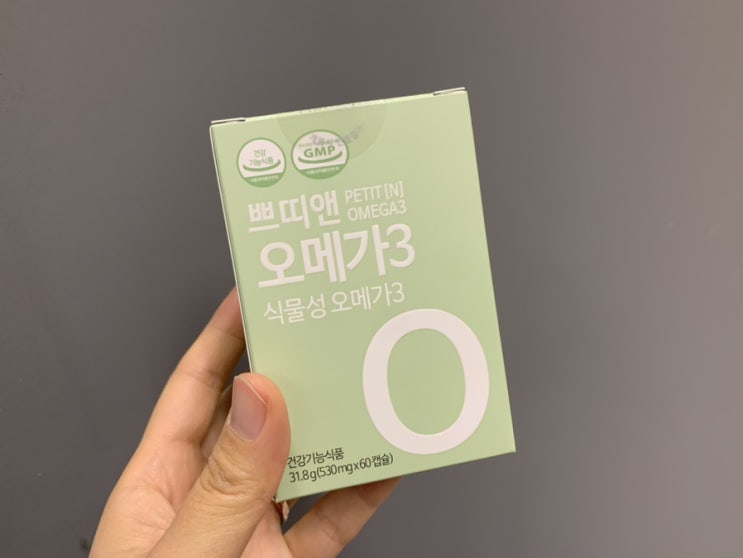 건강
기능식품
GMP
쁘띠앤 PETIT[N]
OMEGA3
오메가3
식물성 오메가3
O
건강기능식품
31.8g(530mgx60캡슐)